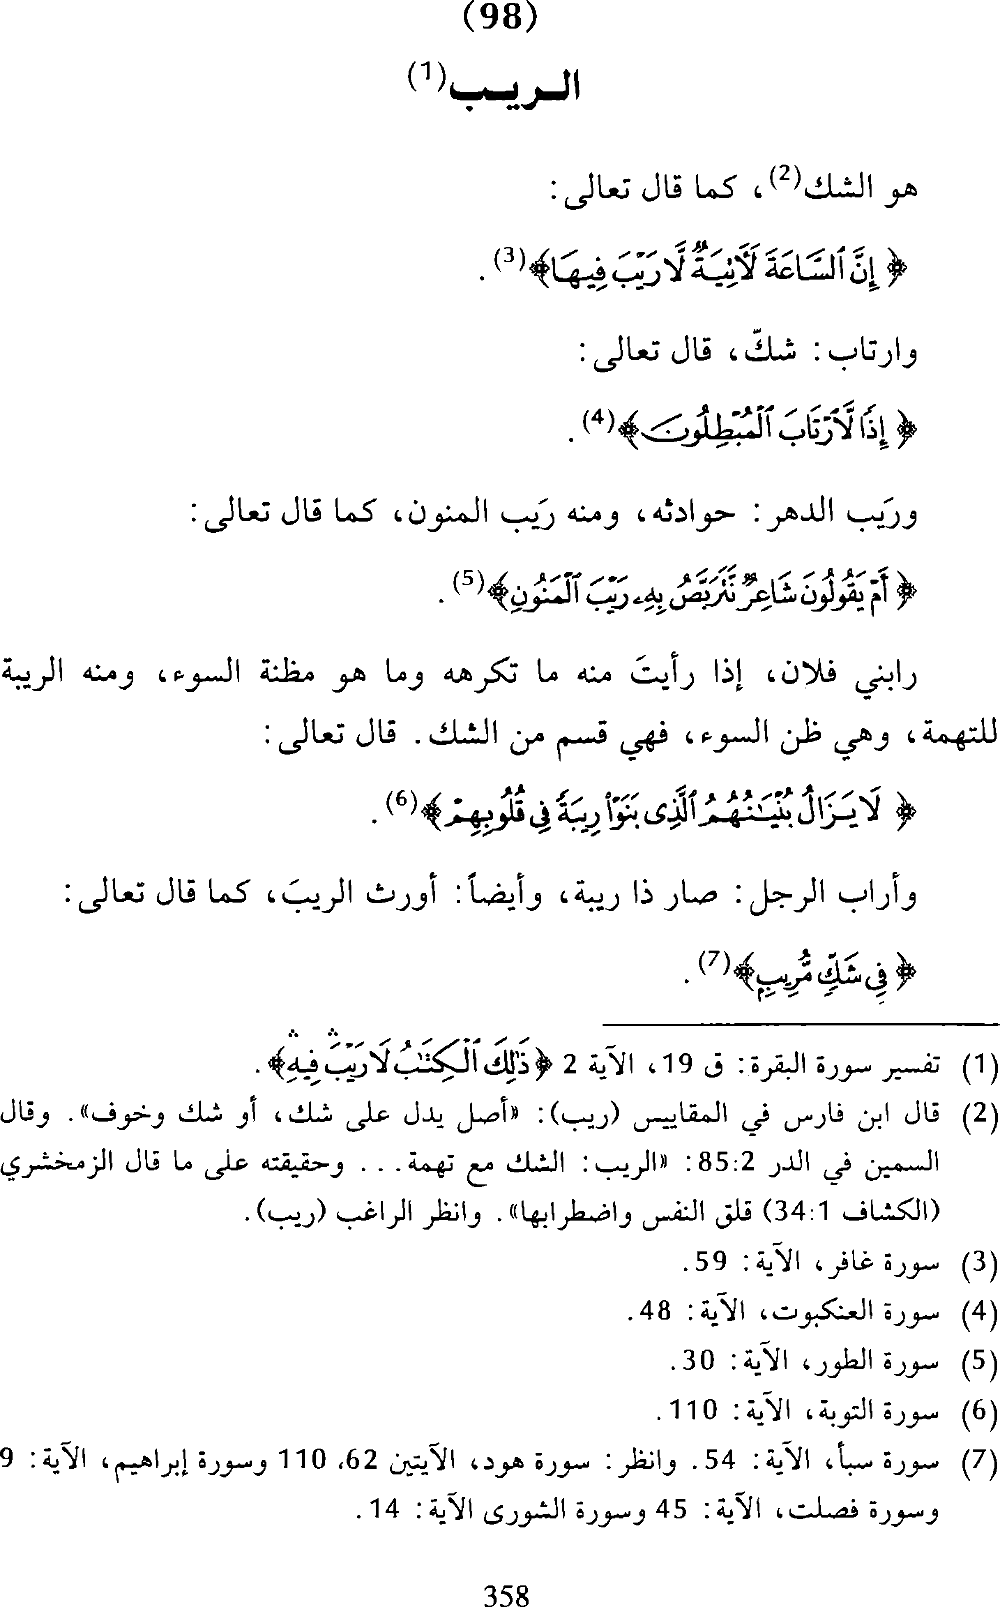 (98)
الـريـب(1)
هو الشك(2)، كما قال تعالى:
﴿إِنَّ ٱلسَّاعَةَ لَأٓتِيَةٌ لَّا رَيْبَ فِيهَا﴾(3).
وارتاب: شكّ، قال تعالى:
﴿إِذًا لَّٱرْتَابَ ٱلْمُبْطِلُونَ﴾(4).
وريَب الدهر: حوادثه، ومنه ريَب المنون، كما قال تعالى:
﴿أَمْ يَقُولُونَ شَاعِرٌ نَّتَرَبَّصُ بِهِۦ رَيْبَ ٱلْمَنُونِ﴾(5).
رابني فلان، إذا رأيتَ منه ما تكرهه وما هو مظنة السوء، ومنه الريبة
للتهمة، وهي ظن السوء، فهي قسم من الشك. قال تعالى:
﴿لَا يَزَالُ بُنْيَـٰنُهُمُ ٱلَّذِى بَنَوْا۟ رِيبَةً فِى قُلُوبِهِمْ﴾(6).
وأراب الرجل: صار ذا ريبة، وأيضاً: أورث الريبَ، كما قال تعالى:
﴿فِى شَكٍّ مُّرِيبٍۭ﴾(7).
(1) تفسير سورة البقرة: ق 19، الآية 2 ﴿ذَٰلِكَ ٱلْكِتَـٰبُ لَا رَيْبَ ۛ فِيهِ ۛ﴾.
(2) قال ابن فارس في المقاييس (ريب): «أصل يدل على شك، أو شك وخوف». وقال
السمين في الدر 85:2: «الريب: الشك مع تهمة... وحقيقته على ما قال الزمخشري
(الكشاف 34:1) قلق النفس واضطرابها». وانظر الراغب (ريب).
(3) سورة غافر، الآية: 59.
(4) سورة العنكبوت، الآية: 48.
(5) سورة الطور، الآية: 30.
(6) سورة التوبة، الآية: 110.
(7) سورة سبأ، الآية: 54. وانظر: سورة هود، الآيتين 62، 110 وسورة إبراهيم، الآية: 9
وسورة فصلت، الآية: 45 وسورة الشورى الآية: 14.
358